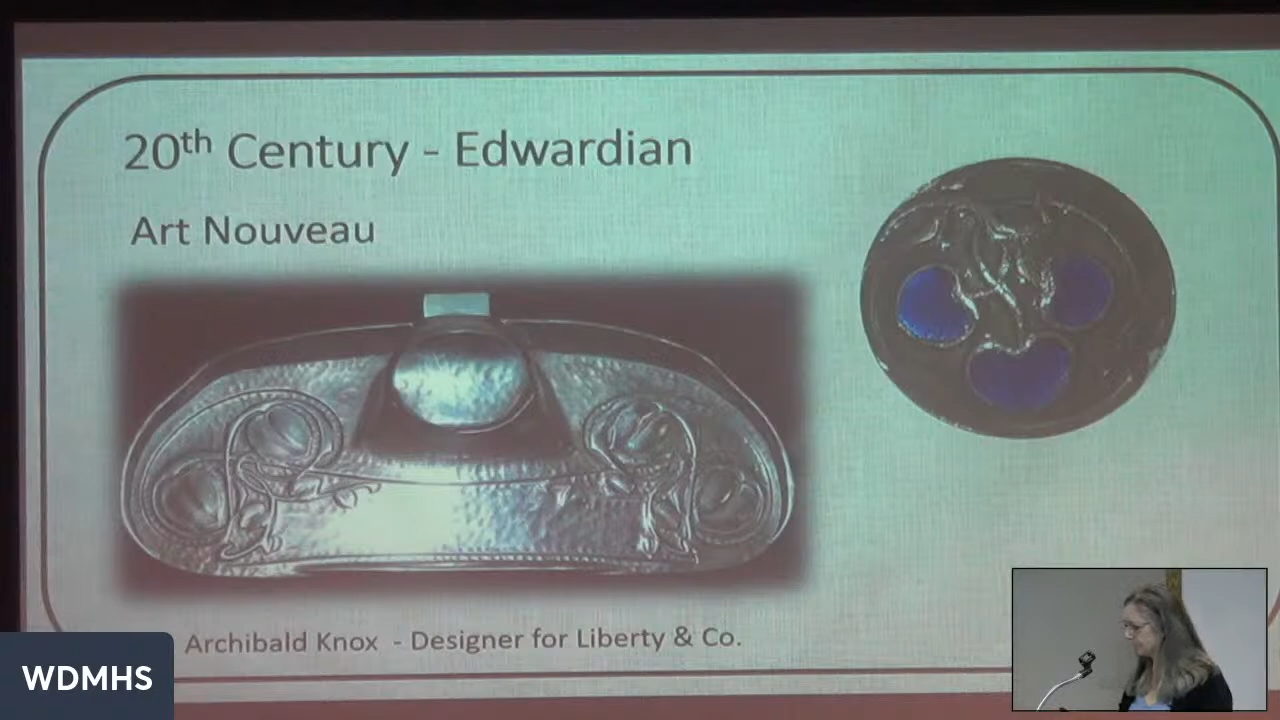 20th Century - Edwardian
Art Nouveau
Archibald Knox - Designer for Liberty & Co.
WDMHS